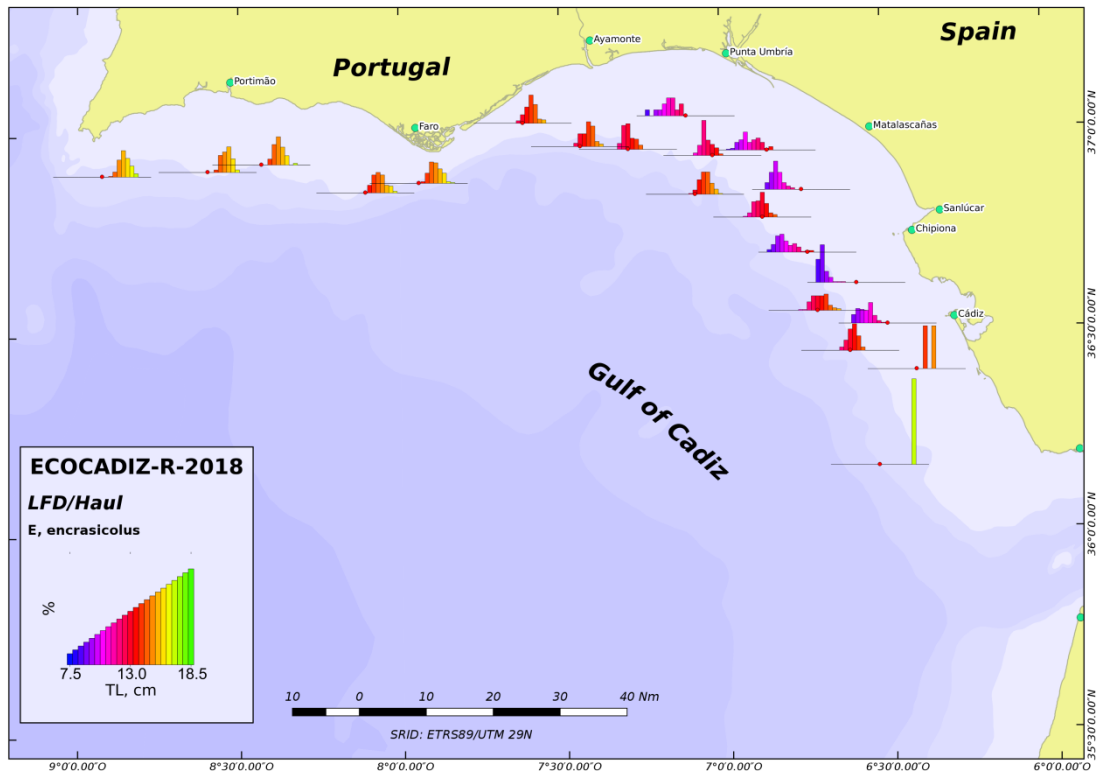 Spain
Ayamonte
Punta Umbría
Portugal
Portimão
Faro
Matalascañas
37°0'0.00"N
Sanlúcar
Chipiona
Cádiz
36°30'0.00"N
Gulf of Cadiz
ECOCADIZ-R-2018
LFD/Haul
E, encrasicolus
%
7.5 13.0 18.5
TL, cm
36°0'0.00"N
10 0 10 20 30 40 Nm
SRID: ETRS89/UTM 29N
35°30'0.00"N
9°0'0.00"O 8°30'0.00"O 8°0'0.00"O 7°30'0.00"O 7°0'0.00"O 6°30'0.00"O 6°0'0.00"O